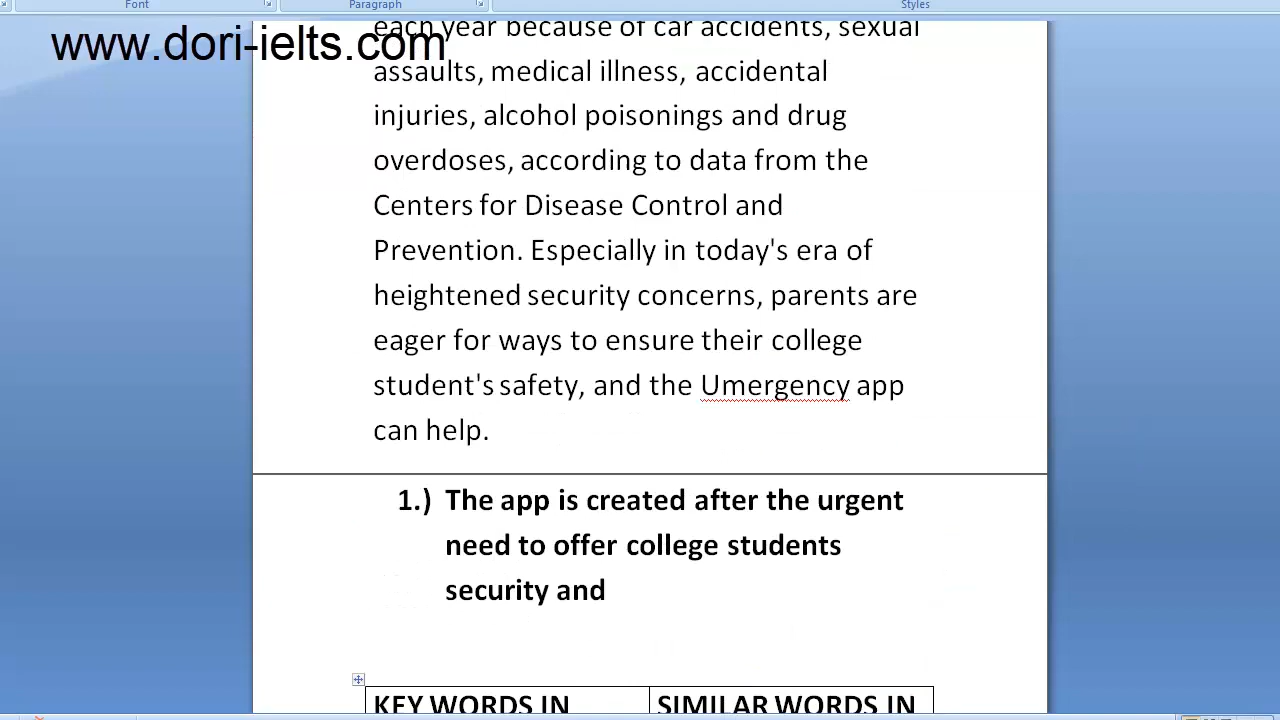 Font Paragraph Styles
www.dori-ielts.com
each year because of car accidents, sexual
assaults, medical illness, accidental
injuries, alcohol poisonings and drug
overdoses, according to data from the
Centers for Disease Control and
Prevention. Especially in today's era of
heightened security concerns, parents are
eager for ways to ensure their college
student's safety, and the Umergency app
can help.
1.) The app is created after the urgent
need to offer college students
security and
KEY WORDS IN SIMILAR WORDS IN